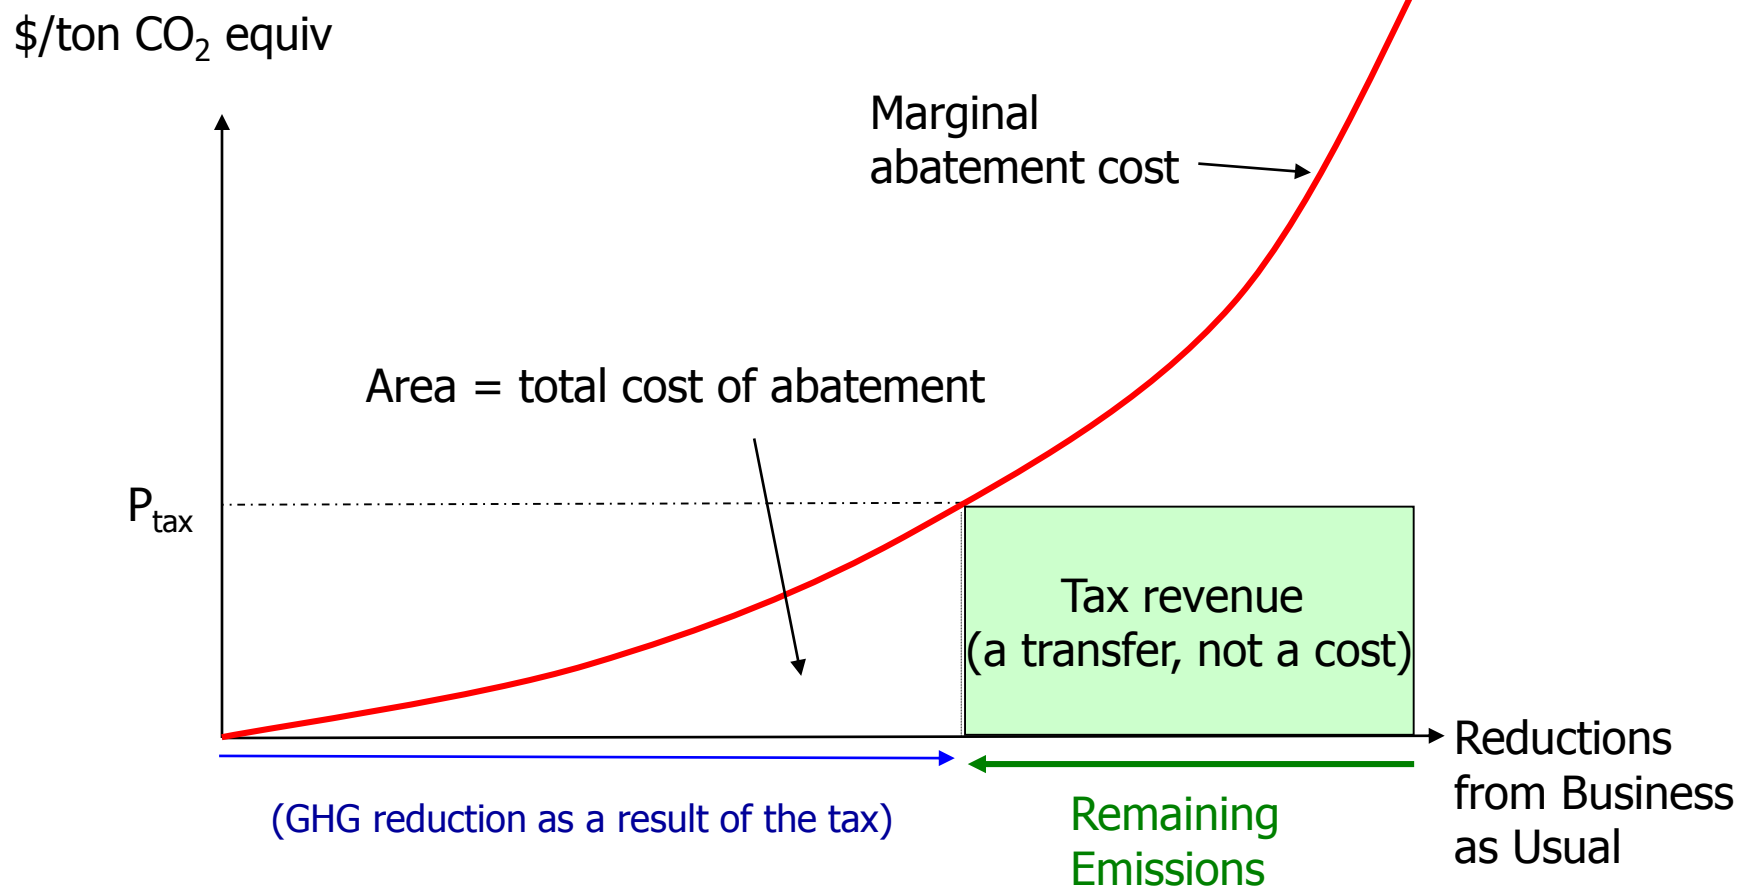 $/ton CO₂ equiv
Marginal
abatement cost
Area = total cost of abatement
Pₜₐₓ
Tax revenue
(a transfer, not a cost)
Reductions
from Business
as Usual
(GHG reduction as a result of the tax)
Remaining
Emissions